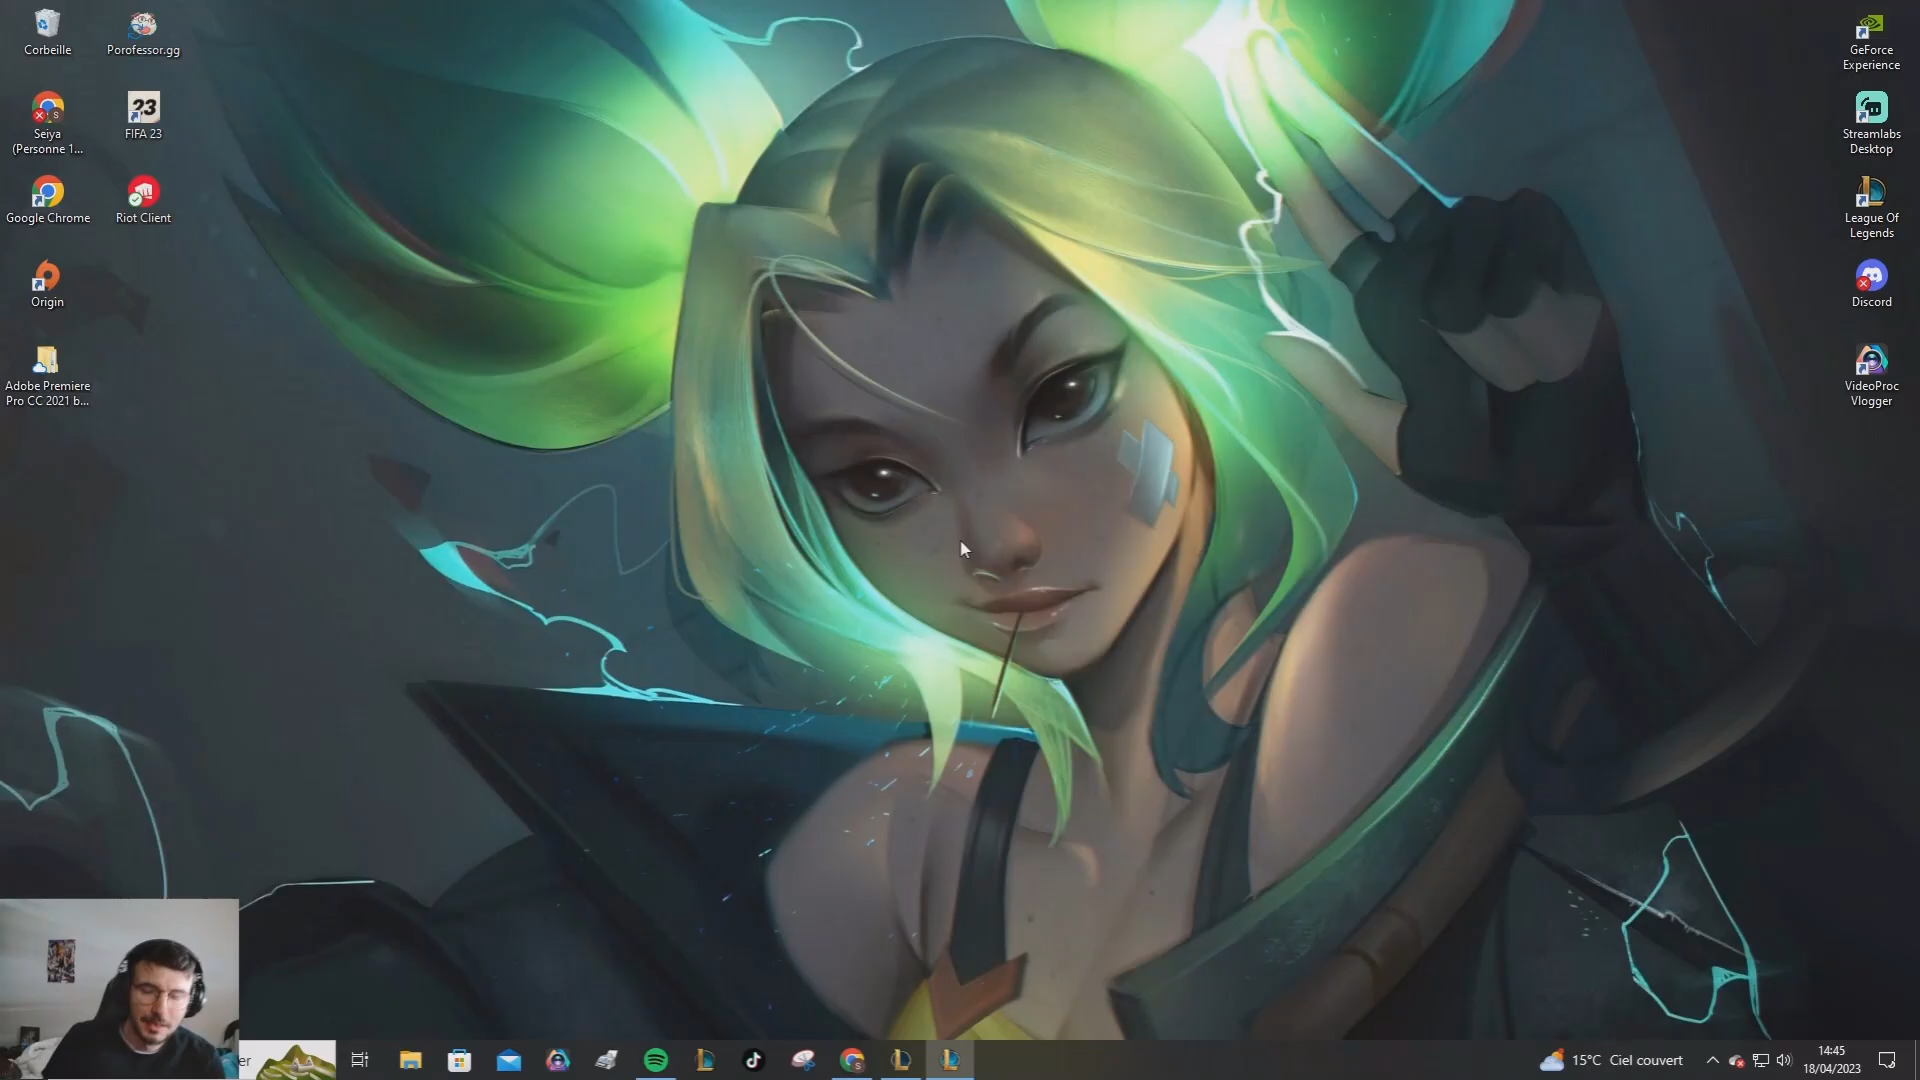 Corbeille
Porofessor.gg
Seiya
(Personne 1...
23
FIFA 23
Google Chrome
Riot Client
Origin
Adobe Premiere
Pro CC 2021 b...
GeForce
Experience
Streamlabs
Desktop
League Of
Legends
Discord
VideoProc
Vlogger
er
15°C Ciel couvert
14:45
18/04/2023